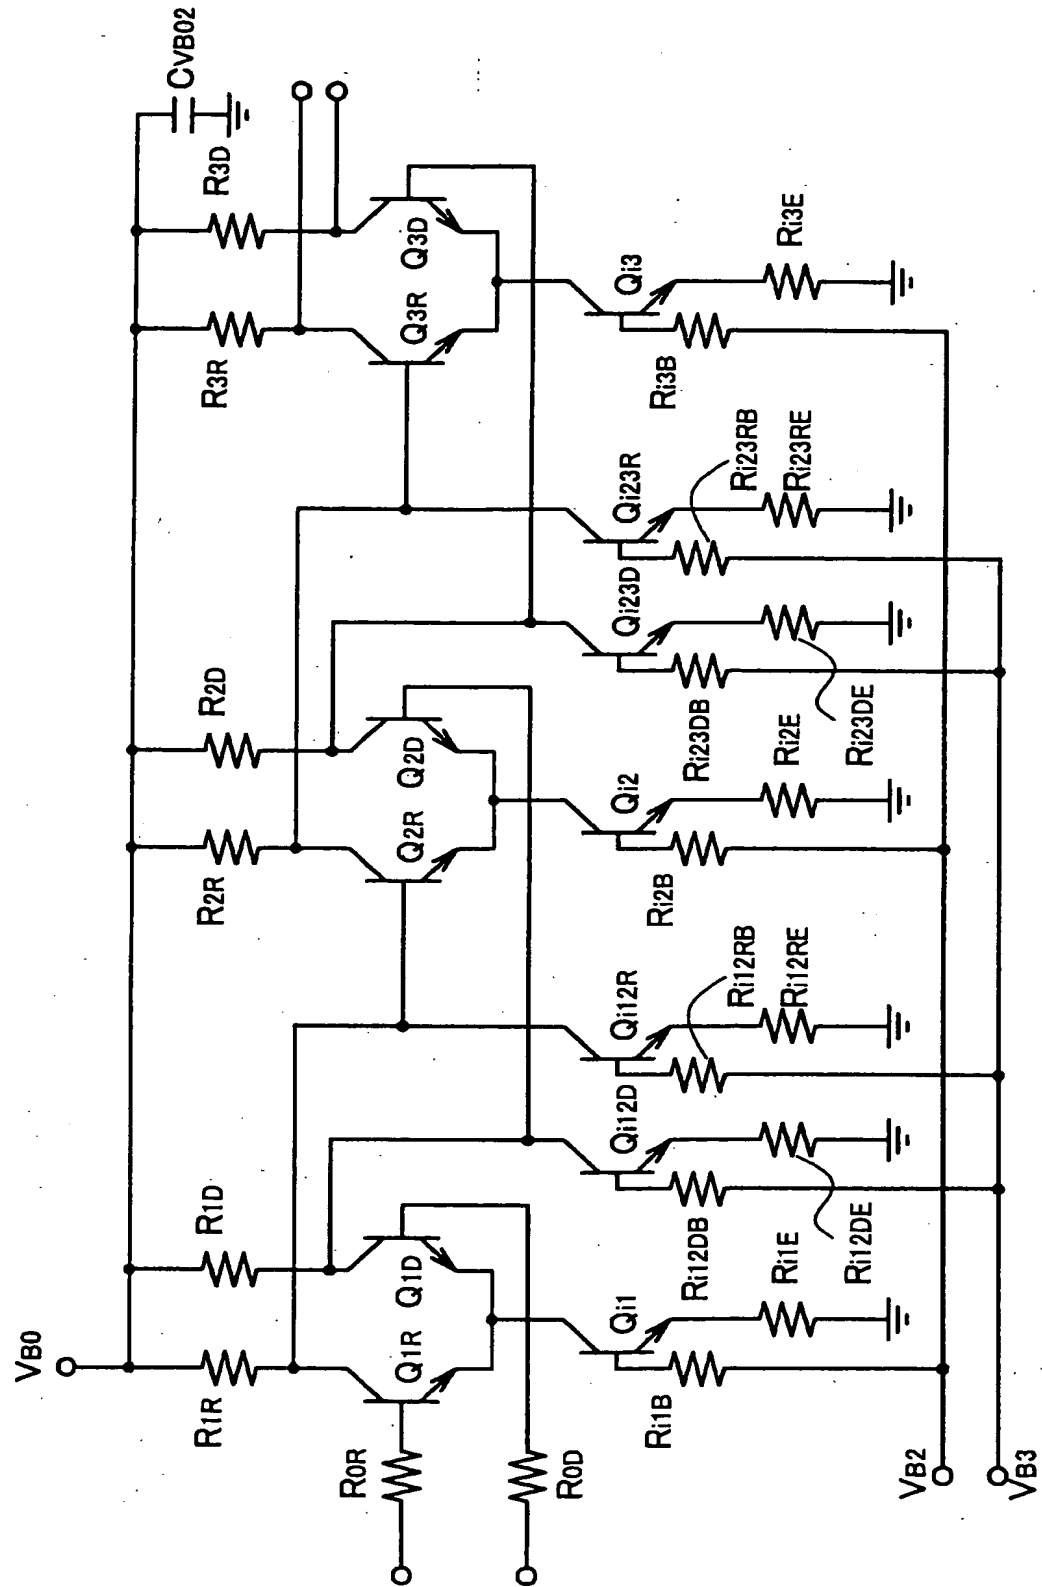 VB0
CVB02
R1R
R1D
R2R
R2D
R3R
R3D
R0R
Q1R
Q1D
Q2R
Q2D
Q3R
Q3D
R0D
Qi1
Qi12D
Qi12R
Qi2
Qi23D
Qi23R
Qi3
Ri1B
Ri12DB
Ri12RB
Ri2B
Ri23DB
Ri23RB
Ri3B
Ri1E
Ri12DE
Ri12RE
Ri2E
Ri23DE
Ri23RE
Ri3E
VB2
VB3